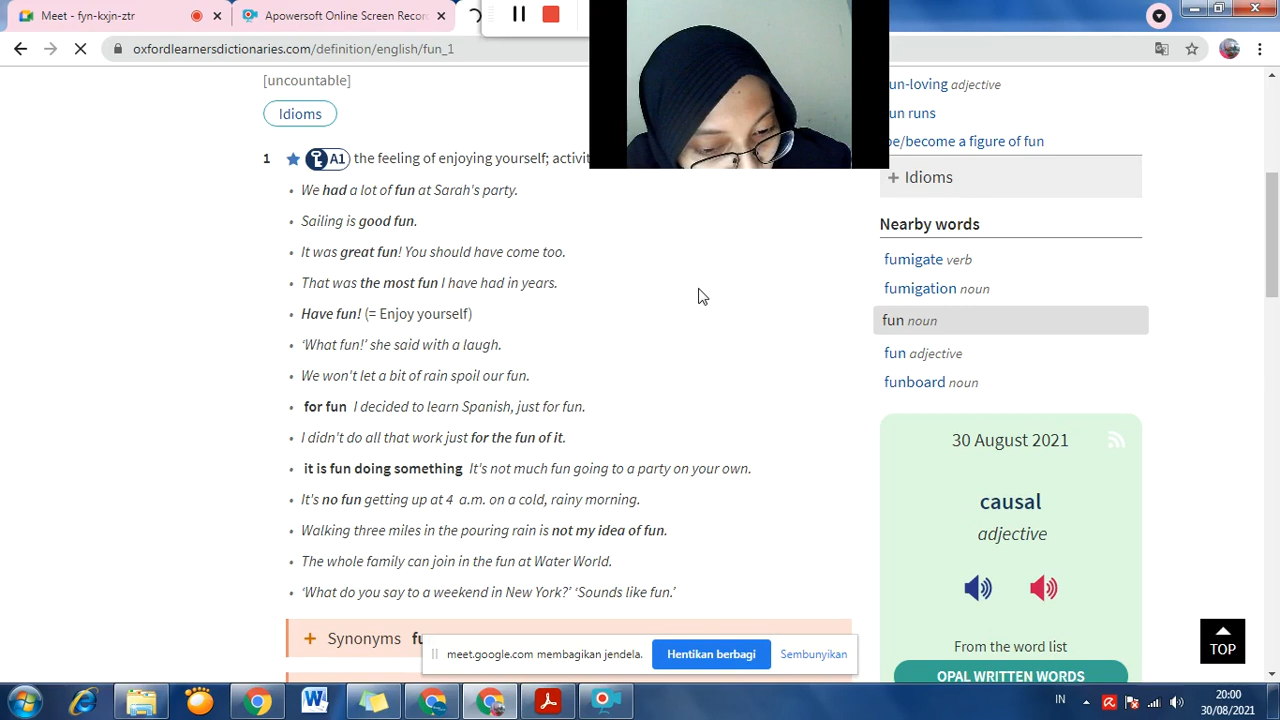 Meet - fyn-kxjn-ztr
Apowersoft Online Screen Recor
oxfordlearnersdictionaries.com/definition/english/fun_1
[uncountable]
Idioms
1 A1 the feeling of enjoying yourself;
• We had a lot of fun at Sarah's party.
• Sailing is good fun.
• It was great fun! You should have come too.
• That was the most fun I have had in years.
• Have fun! (= Enjoy yourself)
• ‘What fun!’ she said with a laugh.
• We won't let a bit of rain spoil our fun.
• for fun I decided to learn Spanish, just for fun.
• I didn't do all that work just for the fun of it.
• it is fun doing something It's not much fun going to a party on your own.
• It's no fun getting up at 4 a.m. on a cold, rainy morning.
• Walking three miles in the pouring rain is not my idea of fun.
• The whole family can join in the fun at Water World.
• ‘What do you say to a weekend in New York?’ ‘Sounds like fun.’
+ Synonyms
un-loving adjective
un runs
be/become a figure of fun
+ Idioms
Nearby words
fumigate verb
fumigation noun
fun noun
fun adjective
funboard noun
30 August 2021
causal
adjective
From the word list
OPAL WRITTEN WORDS
TOP
meet.google.com membagikan jendela.
Hentikan berbagi
Sembunyikan
IN
20:00
30/08/2021